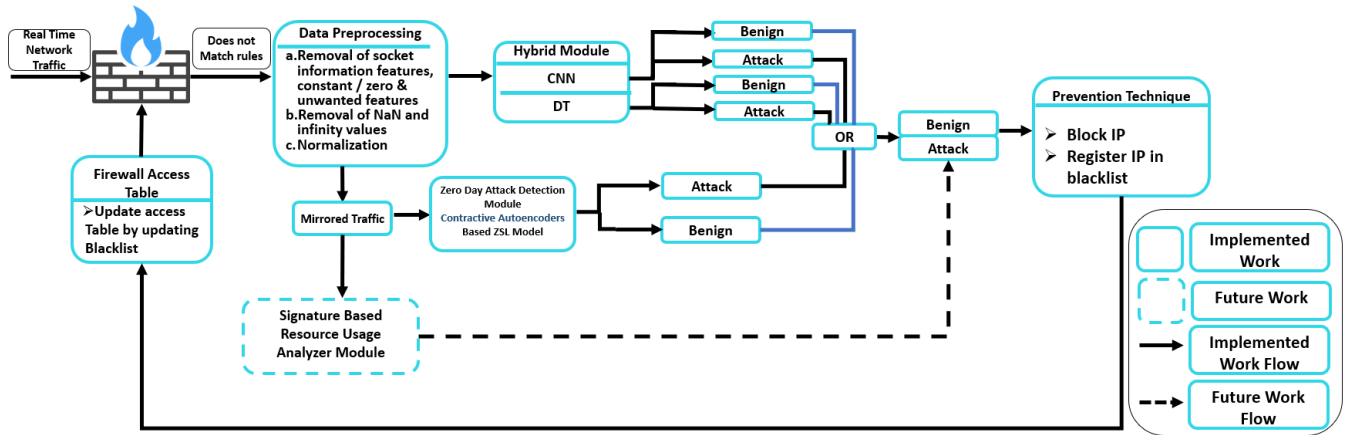 Real Time
Network
Traffic
Does not
Match rules
Data Preprocessing
a.Removal of socket
information features,
constant / zero &
unwanted features
b.Removal of NaN and
infinity values
c. Normalization
Hybrid Module
CNN
DT
Benign
Attack
Benign
Attack
OR
Benign
Attack
Prevention Technique
➢ Block IP
➢ Register IP in
blacklist
Firewall Access
Table
➢Update access
Table by updating
Blacklist
Mirrored Traffic
Zero Day Attack Detection
Module
Contractive Autoencoders
Based ZSL Model
Attack
Benign
Signature Based
Resource Usage
Analyzer Module
Implemented
Work
Future Work
Implemented
Work Flow
Future Work
Flow